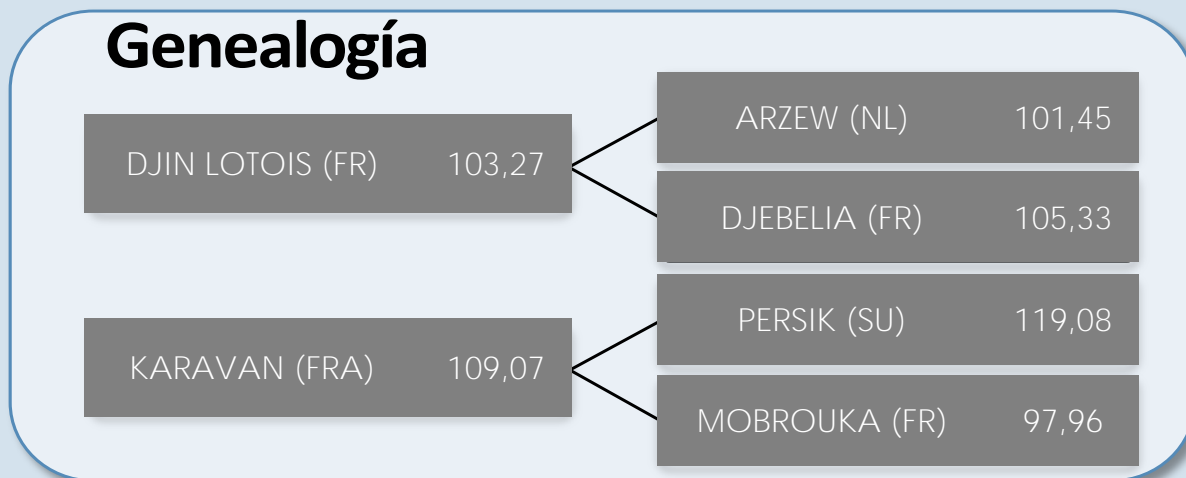 Genealogía
DJIN LOTOIS (FR) 103,27
ARZEW (NL) 101,45
DJEBELIA (FR) 105,33
KARAVAN (FRA) 109,07
PERSIK (SU) 119,08
MOBROUKA (FR) 97,96